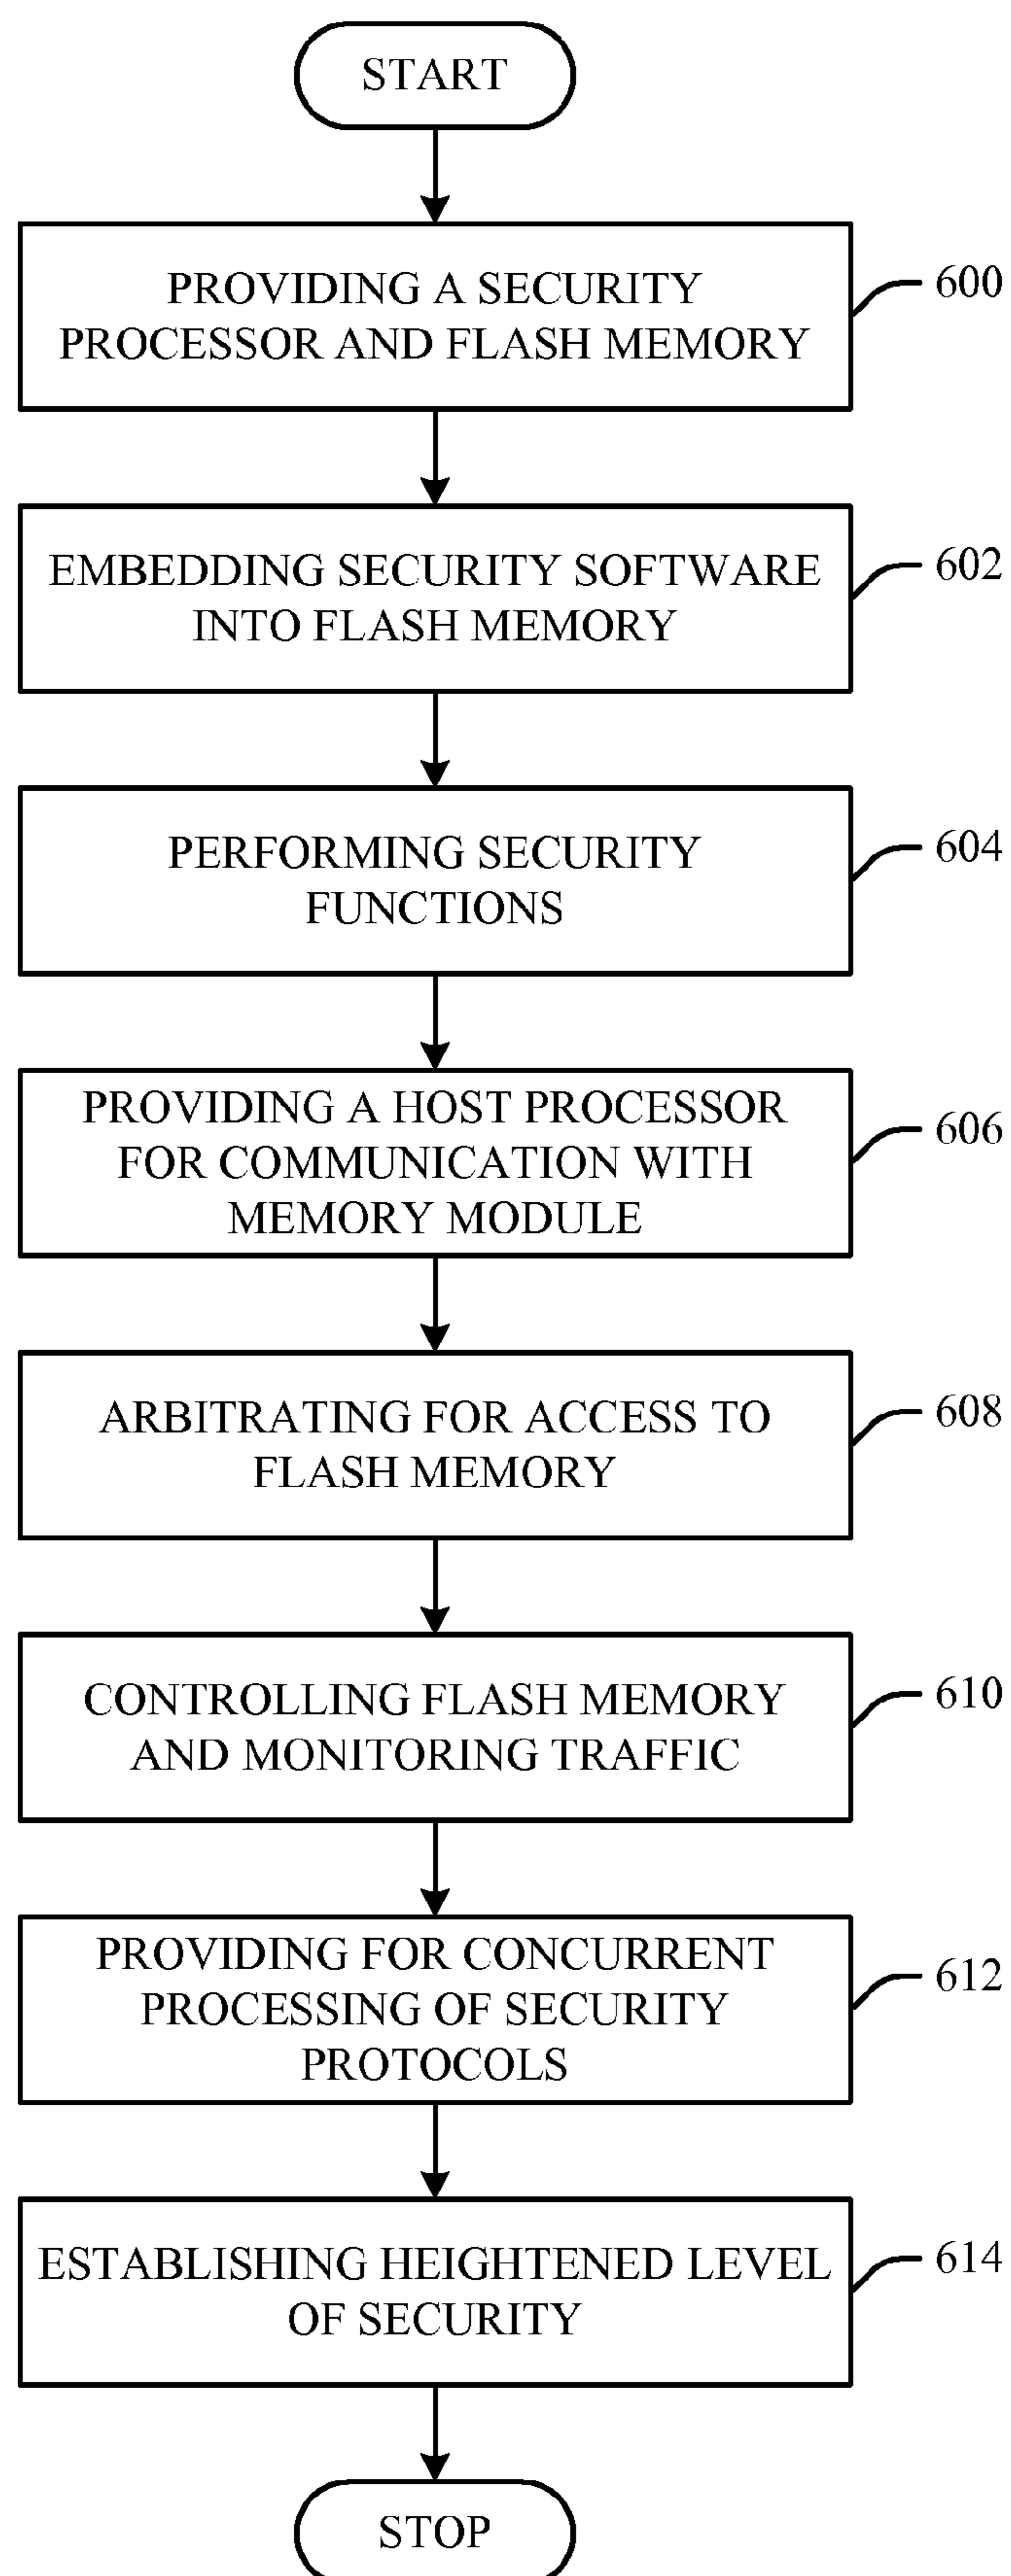 START
PROVIDING A SECURITY
PROCESSOR AND FLASH MEMORY
600
EMBEDDING SECURITY SOFTWARE
INTO FLASH MEMORY
602
PERFORMING SECURITY
FUNCTIONS
604
PROVIDING A HOST PROCESSOR
FOR COMMUNICATION WITH
MEMORY MODULE
606
ARBITRATING FOR ACCESS TO
FLASH MEMORY
608
CONTROLLING FLASH MEMORY
AND MONITORING TRAFFIC
610
PROVIDING FOR CONCURRENT
PROCESSING OF SECURITY
PROTOCOLS
612
ESTABLISHING HEIGHTENED LEVEL
OF SECURITY
614
STOP